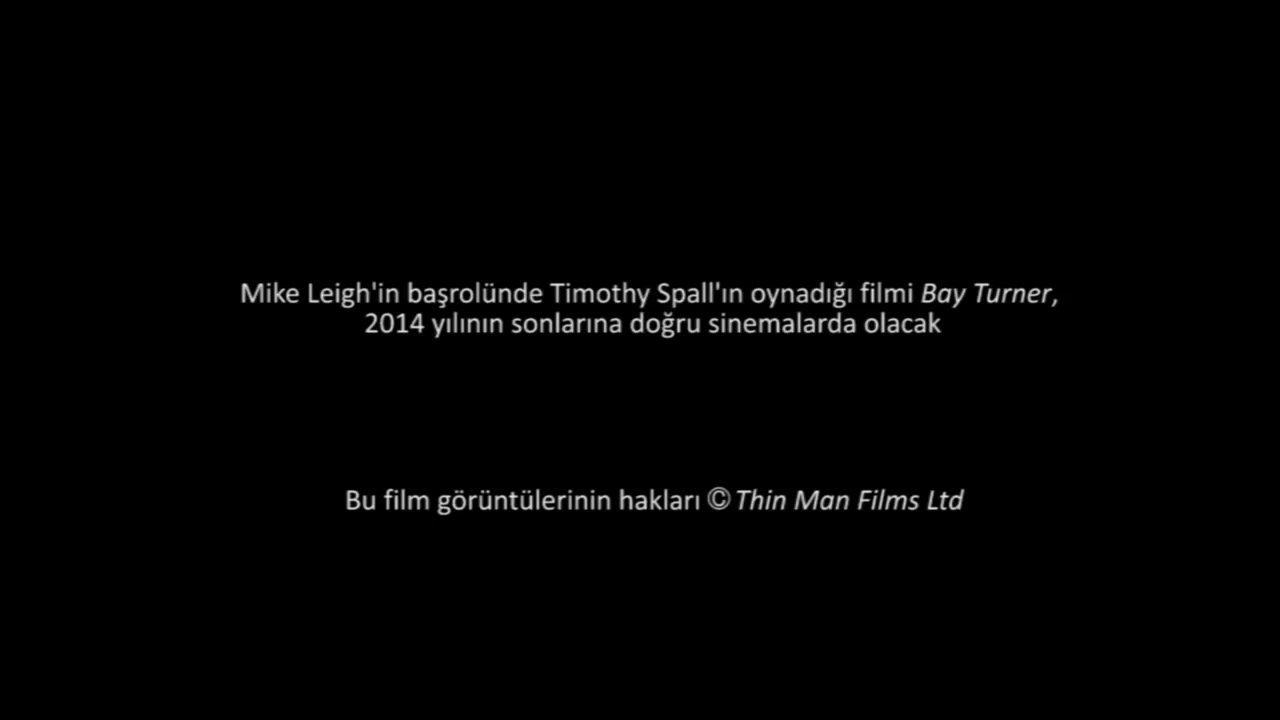 Mike Leigh'in başrolünde Timothy Spall'ın oynadığı filmi Bay Turner,
2014 yılının sonlarına doğru sinemalarda olacak
Bu film görüntülerinin hakları © Thin Man Films Ltd